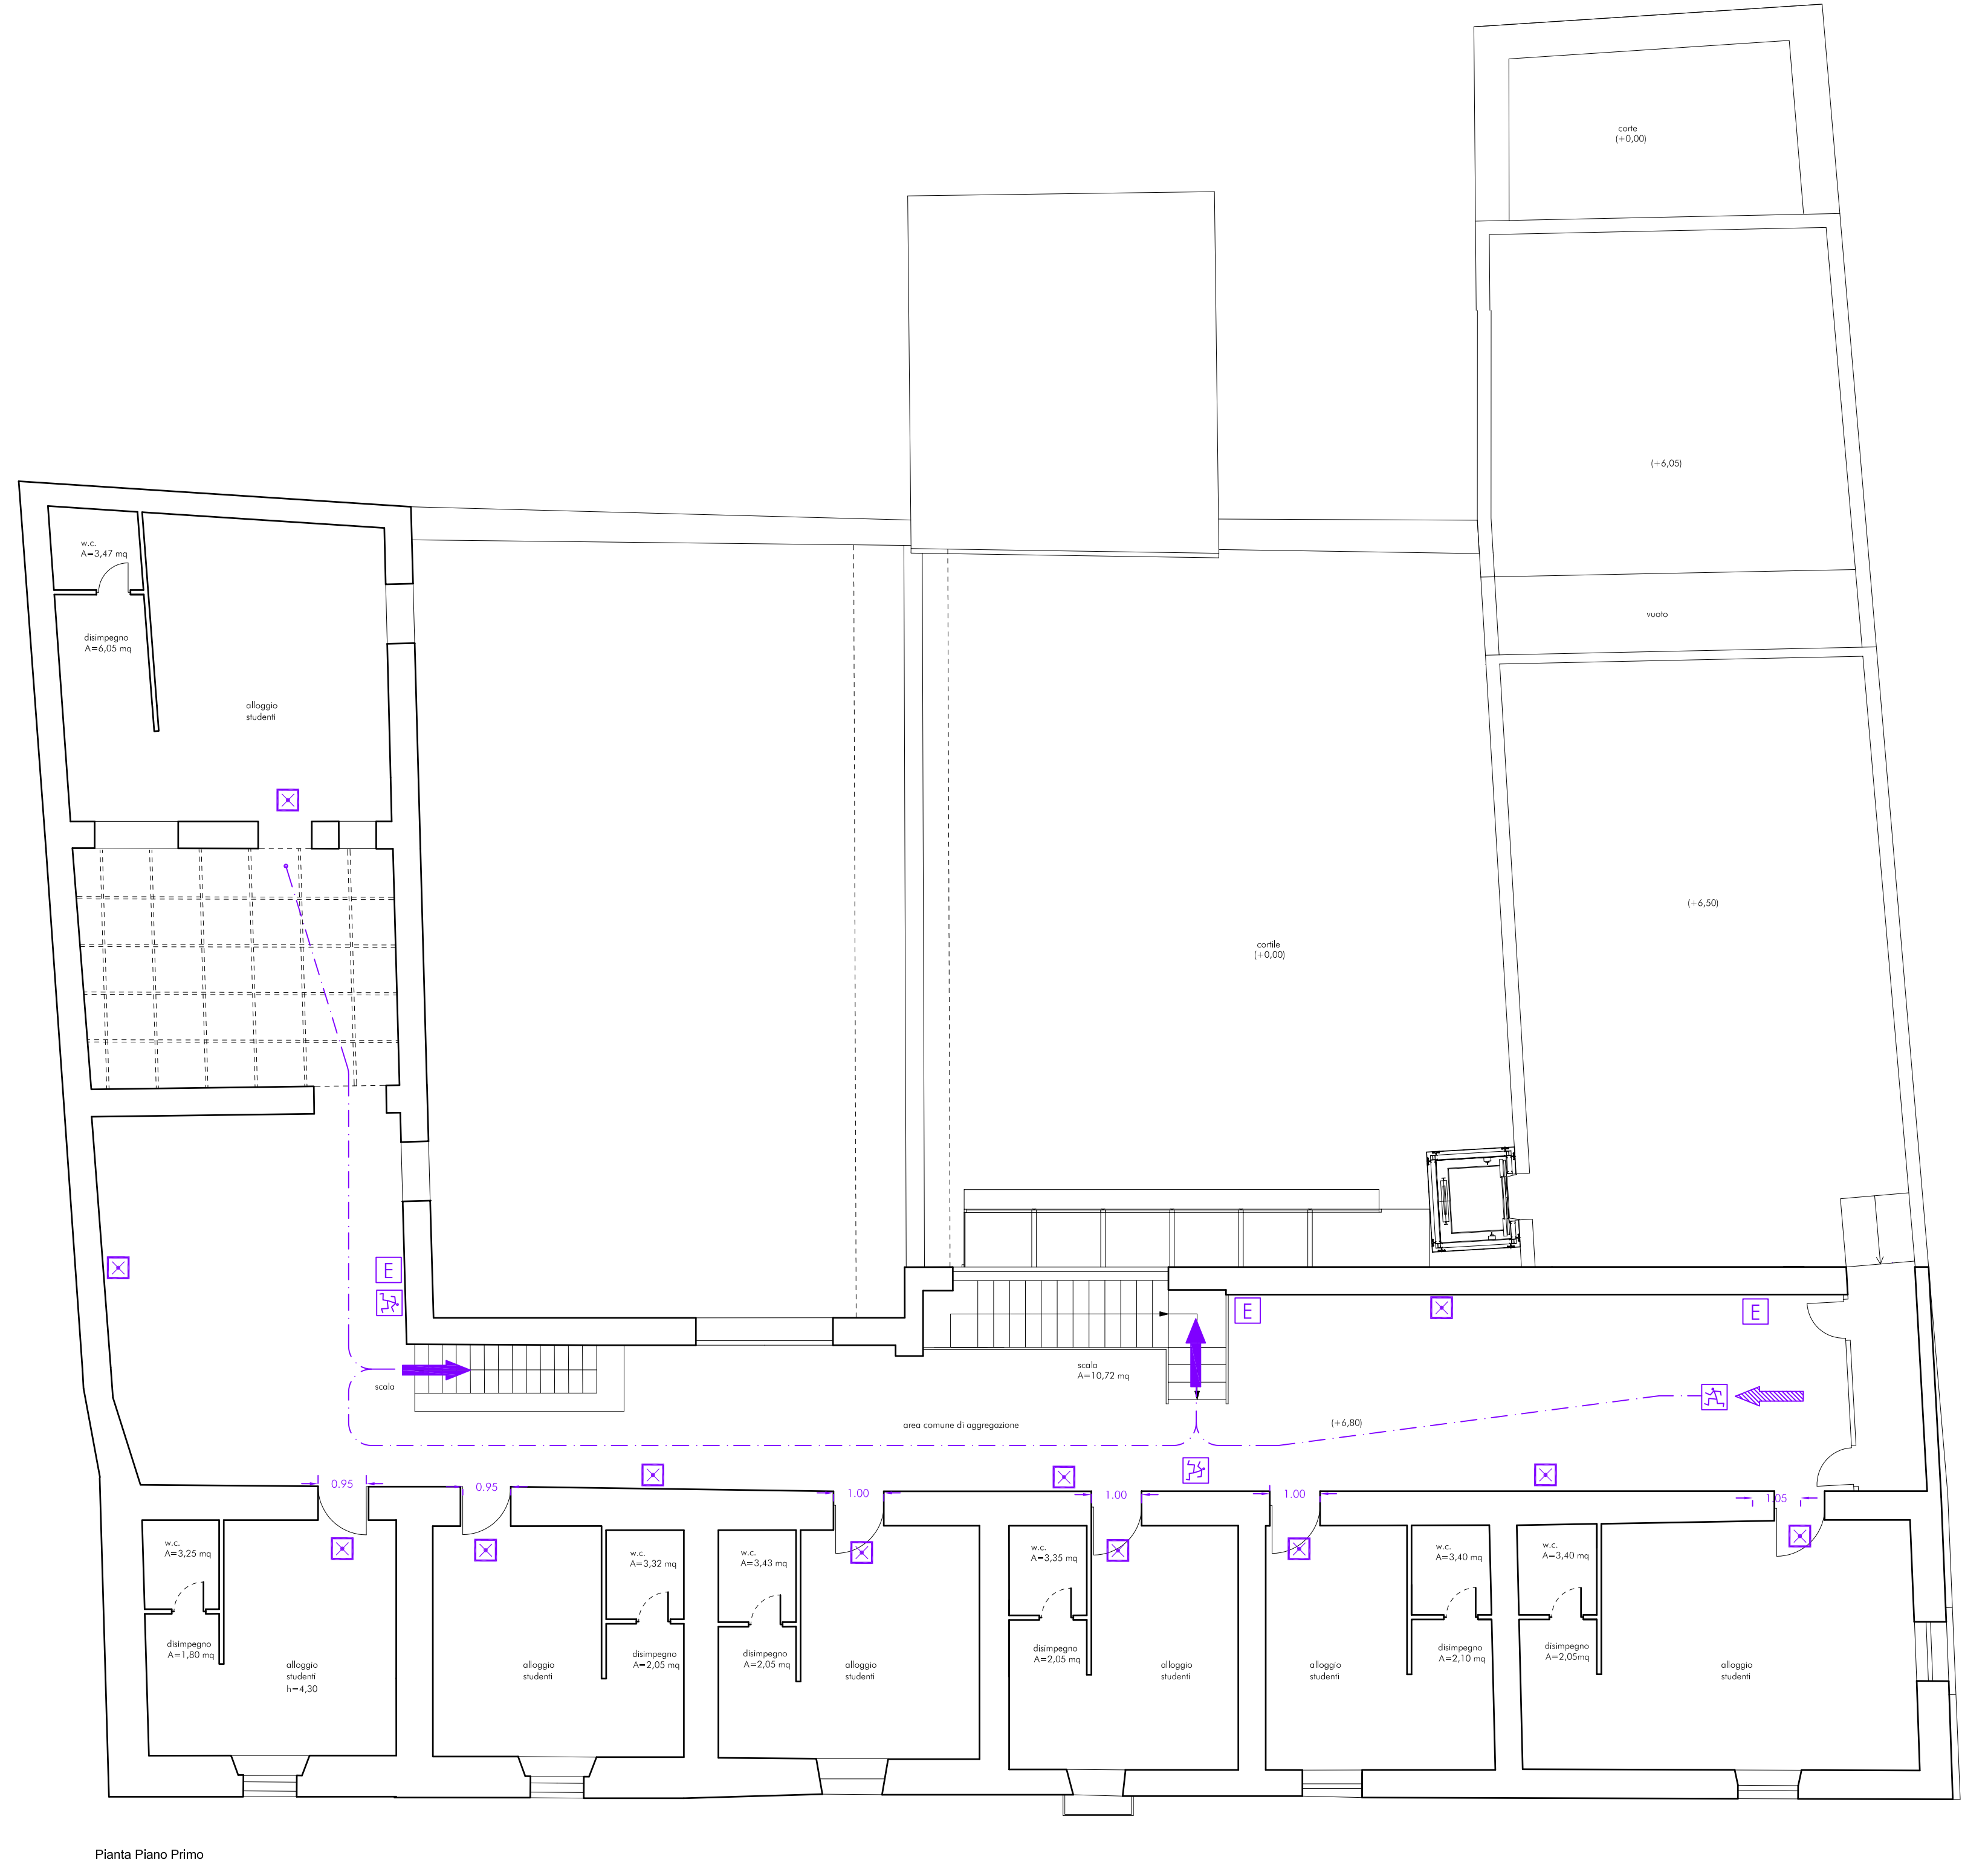 corte
(+0,00)
(+6,05)
w.c.
A=3,47 mq
vuoto
disimpegno
A=6,05 mq
alloggio
studenti
(+6,50)
cortile
(+0,00)
E
E
E
scala
A=10,72 mq
scala
area comune di aggregazione
(+6,80)
0.95
0.95
1.00
1.00
1.00
1.05
w.c.
A=3,25 mq
w.c.
A=3,32 mq
w.c.
A=3,43 mq
w.c.
A=3,35 mq
w.c.
A=3,40 mq
w.c.
A=3,40 mq
disimpegno
A=1,80 mq
disimpegno
A=2,05 mq
disimpegno
A=2,05 mq
disimpegno
A=2,05 mq
disimpegno
A=2,10 mq
disimpegno
A=2,05mq
alloggio
studenti
h=4,30
alloggio
studenti
alloggio
studenti
alloggio
studenti
alloggio
studenti
alloggio
studenti
Pianta Piano Primo